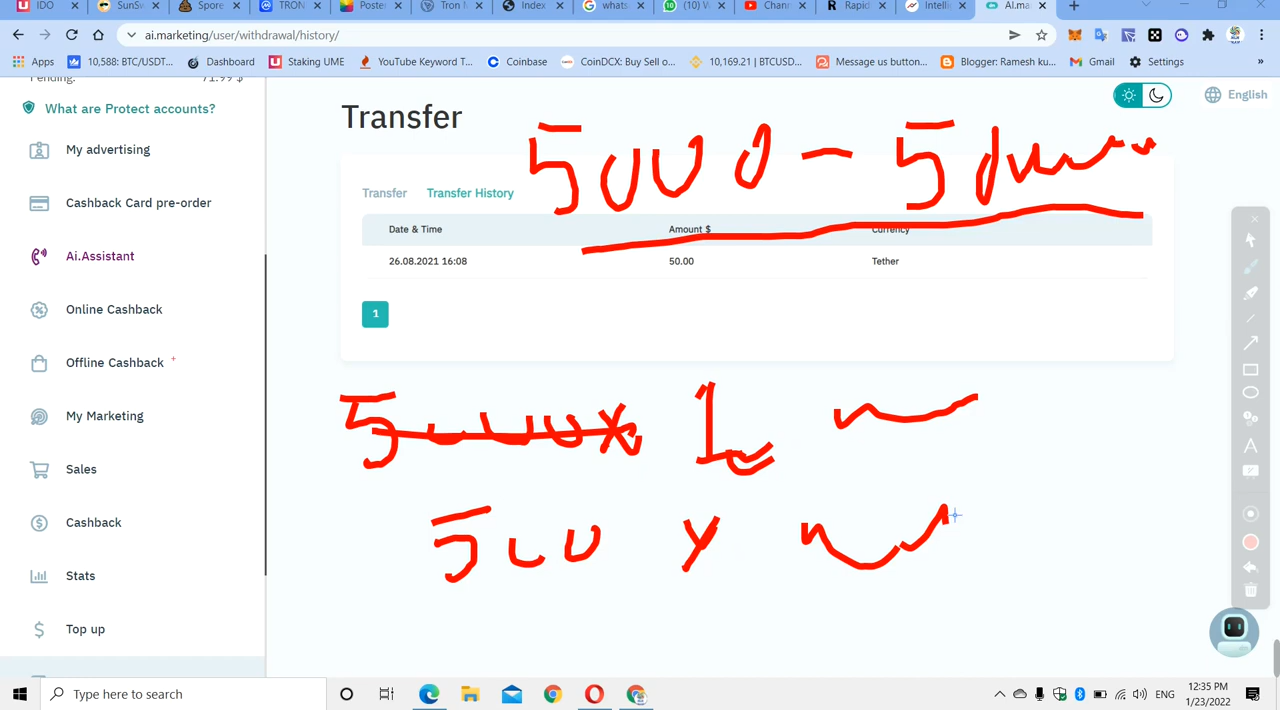 IDO
SunSw
Spore
TRON
Poster
Tron M
Index
whats
(10) W
Chann
Rapid
Intelli
AI.ma
ai.marketing/user/withdrawal/history/
Apps
10,588: BTC/USDT...
Dashboard
Staking UME
YouTube Keyword T...
Coinbase
CoinDCX: Buy Sell o...
10,169.21 | BTCUSD...
Message us button...
Blogger: Ramesh ku...
Gmail
Settings
»
Pending: 71.99 $
What are Protect accounts?
My advertising
Cashback Card pre-order
Ai.Assistant
Online Cashback
Offline Cashback +
My Marketing
Sales
Cashback
Stats
Top up
English
Transfer
5000 - 5
Transfer Transfer History
Date & Time Amount $ Currency
26.08.2021 16:08 50.00 Tether
1
500 x
Type here to search
ENG
12:35 PM
1/23/2022